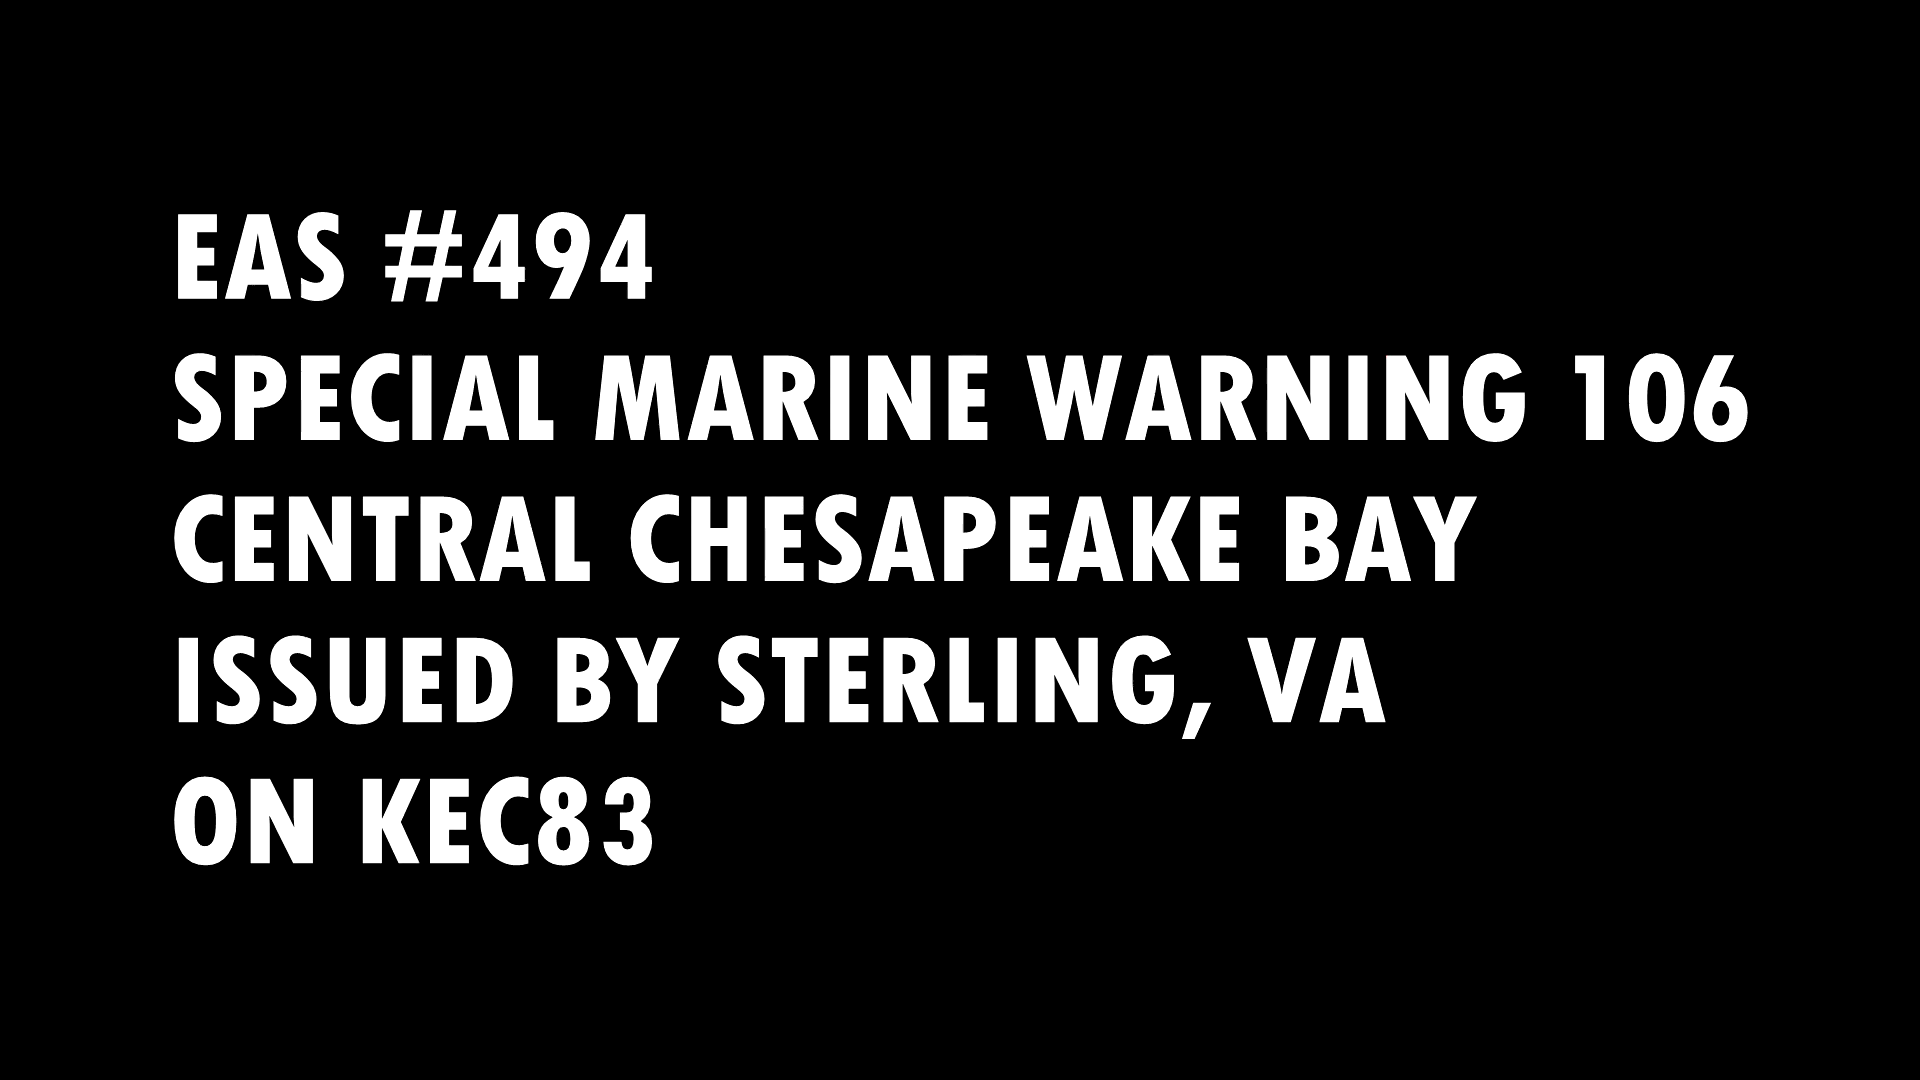 EAS #494
SPECIAL MARINE WARNING 106
CENTRAL CHESAPEAKE BAY
ISSUED BY STERLING, VA
ON KEC83